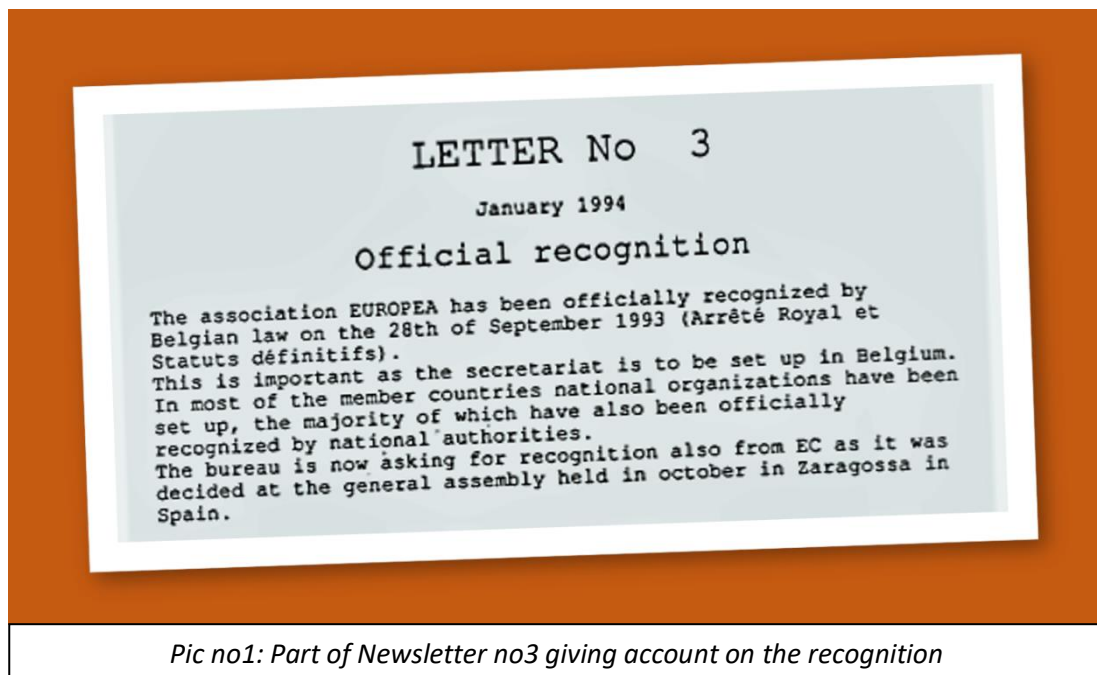 LETTER No 3
January 1994
Official recognition
The association EUROPEA has been officially recognized by
Belgian law on the 28th of September 1993 (Arrêté Royal et
Statuts définitifs).
This is important as the secretariat is to be set up in Belgium.
In most of the member countries national organizations have been
set up, the majority of which have also been officially
recognized by national authorities.
The bureau is now asking for recognition also from EC as it was
decided at the general assembly held in october in Zaragossa in
Spain.
Pic no1: Part of Newsletter no3 giving account on the recognition